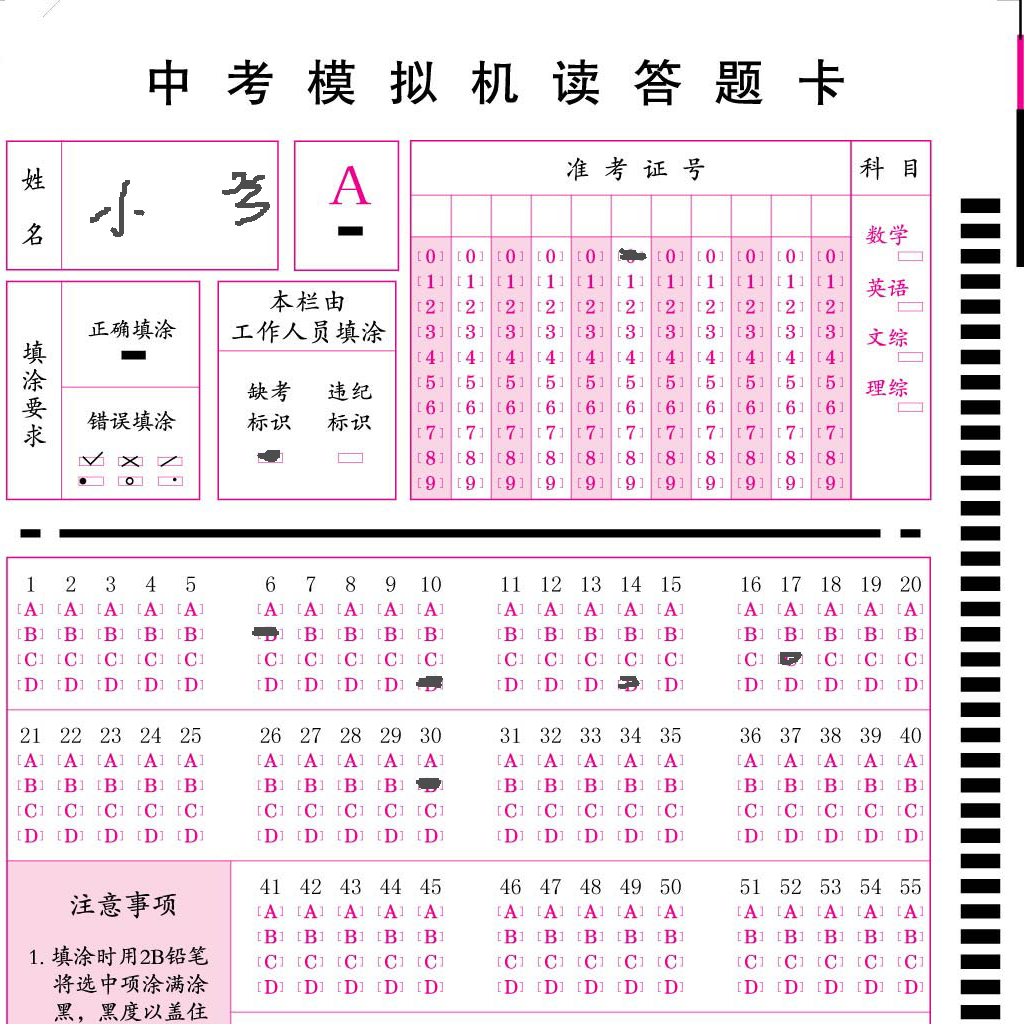 中考模拟机读答题卡
姓名
小 考
A
准考证号
科目
[0] [0] [0] [0] [0] [0] [0] [0] [0]
[1] [1] [1] [1] [1] [1] [1] [1] [1] [1] [1]
[2] [2] [2] [2] [2] [2] [2] [2] [2] [2] [2]
[3] [3] [3] [3] [3] [3] [3] [3] [3] [3] [3]
[4] [4] [4] [4] [4] [4] [4] [4] [4] [4] [4]
[5] [5] [5] [5] [5] [5] [5] [5] [5] [5] [5]
[6] [6] [6] [6] [6] [6] [6] [6] [6] [6] [6]
[7] [7] [7] [7] [7] [7] [7] [7] [7] [7] [7]
[8] [8] [8] [8] [8] [8] [8] [8] [8] [8] [8]
[9] [9] [9] [9] [9] [9] [9] [9] [9] [9] [9]
数学
英语
文综
理综
填涂要求
正确填涂
错误填涂
本栏由
工作人员填涂
缺考 违纪
标识 标识
1 2 3 4 5 6 7 8 9 10 11 12 13 14 15 16 17 18 19 20
[A] [A] [A] [A] [A] [A] [A] [A] [A] [A] [A] [A] [A] [A] [A] [A] [A] [A] [A] [A]
[B] [B] [B] [B] [B] [B] [B] [B] [B] [B] [B] [B] [B] [B] [B] [B] [B] [B] [B]
[C] [C] [C] [C] [C] [C] [C] [C] [C] [C] [C] [C] [C] [C] [C] [C] [C] [C] [C]
[D] [D] [D] [D] [D] [D] [D] [D] [D] [D] [D] [D] [D] [D] [D] [D] [D] [D]
21 22 23 24 25 26 27 28 29 30 31 32 33 34 35 36 37 38 39 40
[A] [A] [A] [A] [A] [A] [A] [A] [A] [A] [A] [A] [A] [A] [A] [A] [A] [A] [A] [A]
[B] [B] [B] [B] [B] [B] [B] [B] [B] [B] [B] [B] [B] [B] [B] [B] [B] [B] [B]
[C] [C] [C] [C] [C] [C] [C] [C] [C] [C] [C] [C] [C] [C] [C] [C] [C] [C] [C] [C]
[D] [D] [D] [D] [D] [D] [D] [D] [D] [D] [D] [D] [D] [D] [D] [D] [D] [D] [D] [D]
41 42 43 44 45 46 47 48 49 50 51 52 53 54 55
[A] [A] [A] [A] [A] [A] [A] [A] [A] [A] [A] [A] [A] [A] [A]
[B] [B] [B] [B] [B] [B] [B] [B] [B] [B] [B] [B] [B] [B] [B]
[C] [C] [C] [C] [C] [C] [C] [C] [C] [C] [C] [C] [C] [C] [C]
[D] [D] [D] [D] [D] [D] [D] [D] [D] [D] [D] [D] [D] [D] [D]
注意事项
1. 填涂时用2B铅笔
将选中项涂满涂
黑，黑度以盖住